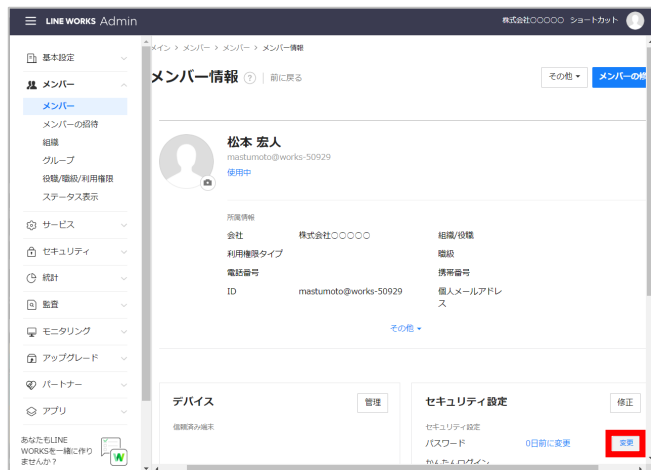 LINE WORKS Admin
株式会社○○○○○ ショートカット
基本設定
メンバー
メンバー
メンバーの招待
組織
グループ
役職/職級/利用権限
ステータス表示
サービス
セキュリティ
統計
監査
モニタリング
アップグレード
パートナー
アプリ
あなたもLINE
WORKSを一緒に作り
ませんか？
メイン > メンバー > メンバー > メンバー情報
メンバー情報 ? | 前に戻る
その他
メンバーの修
松本 宏人
mastumoto@works-50929
使用中
所属情報
会社 株式会社○○○○○ 組織/役職
利用権限タイプ 職級
電話番号 携帯番号
ID mastumoto@works-50929 個人メールアドレ
ス
その他
デバイス 管理
信頼済み端末
セキュリティ設定 修正
セキュリティ設定
パスワード 0日前に変更 変更